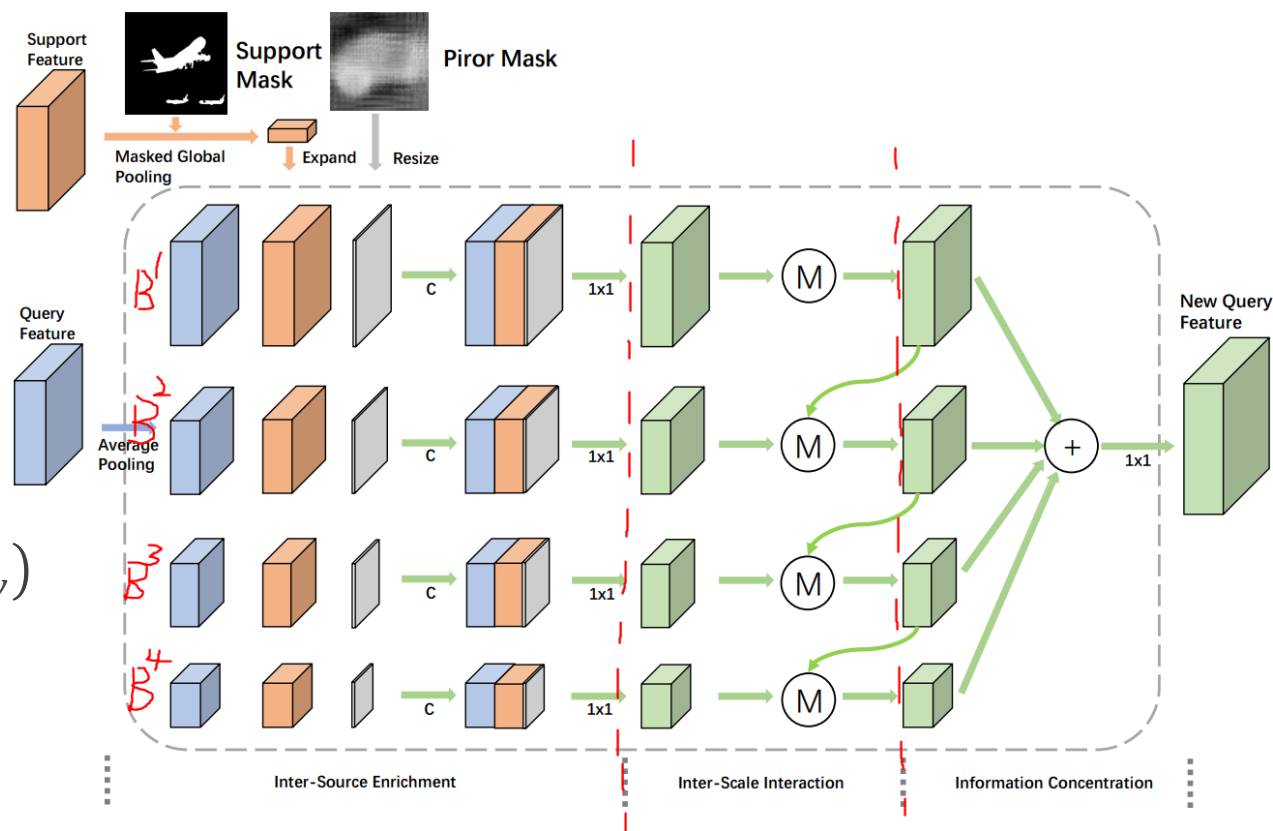 Support
Feature
Support
Mask
Piror Mask
Masked Global
Pooling
Expand
Resize
B1
C
1x1
M
Query
Feature
New Query
Feature
B2
Average
Pooling
C
1x1
M
+
1x1
,)
B3
C
1x1
M
B4
C
1x1
M
Inter-Source Enrichment
Inter-Scale Interaction
Information Concentration